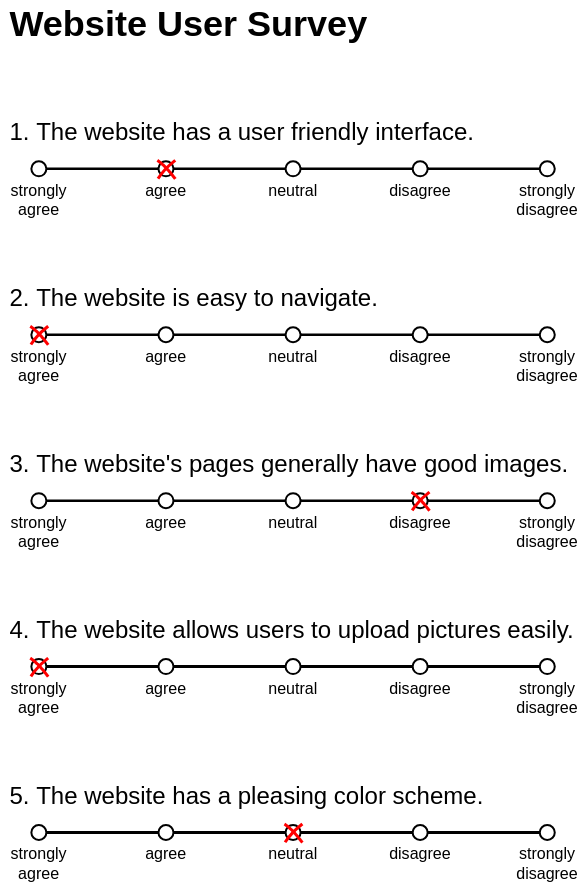 Website User Survey
1. The website has a user friendly interface.
strongly agree neutral disagree strongly
agree disagree
2. The website is easy to navigate.
strongly agree neutral disagree strongly
agree disagree
3. The website's pages generally have good images.
strongly agree neutral disagree strongly
agree disagree
4. The website allows users to upload pictures easily.
strongly agree neutral disagree strongly
agree disagree
5. The website has a pleasing color scheme.
strongly agree neutral disagree strongly
agree disagree